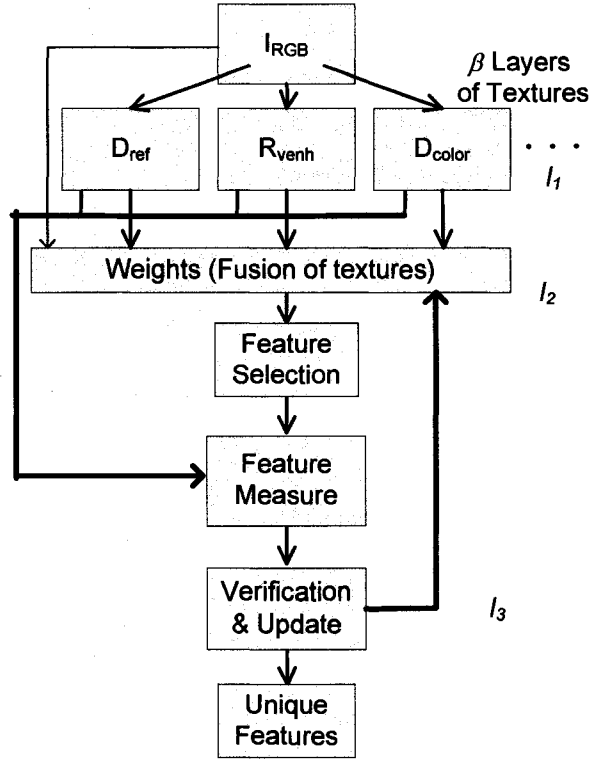 I_RGB
β Layers
of Textures
D_ref
R_venh
D_color
. . .
l_1
Weights (Fusion of textures)
l_2
Feature
Selection
Feature
Measure
Verification
& Update
l_3
Unique
Features